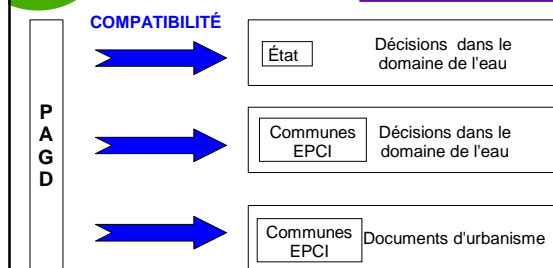 COMPATIBILITÉ
P
A
G
D
État
Décisions dans le
domaine de l'eau
Communes
EPCI
Décisions dans le
domaine de l'eau
Communes
EPCI
Documents d'urbanisme